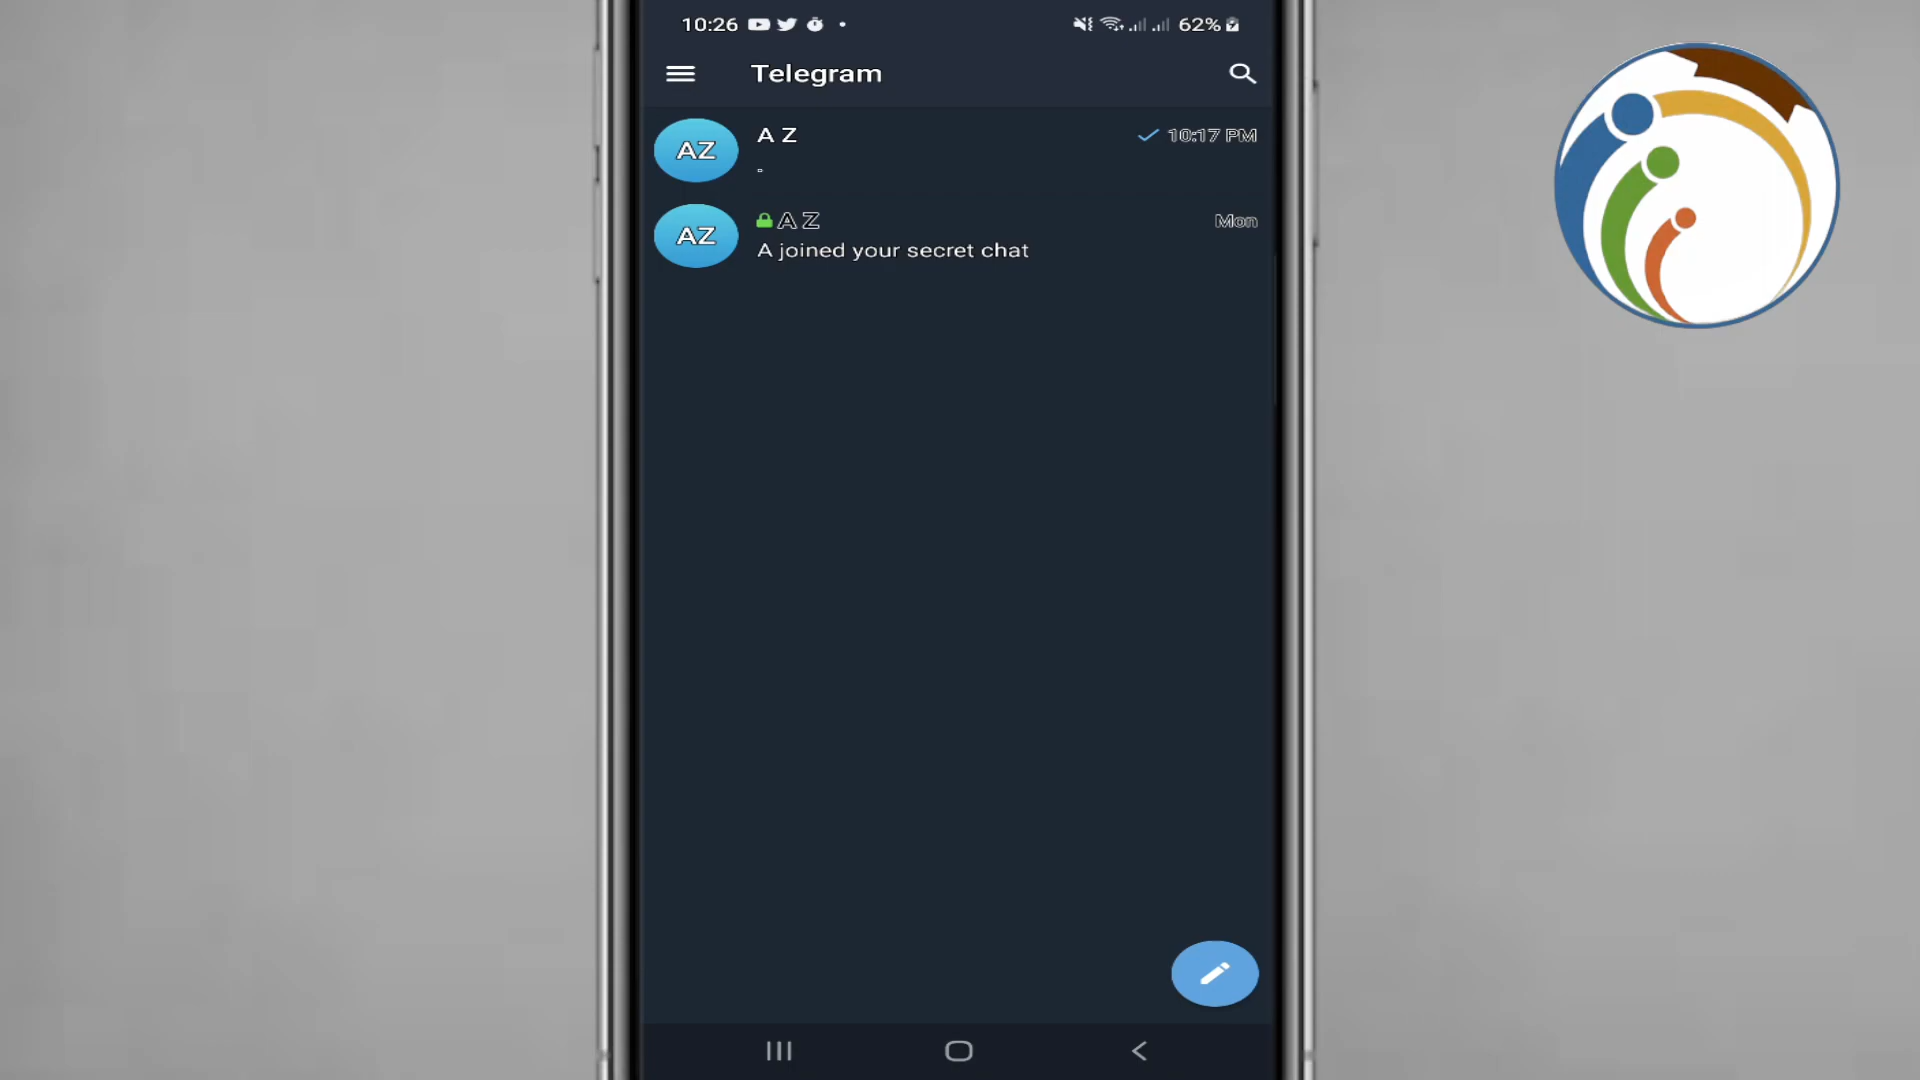 10:26
62%
Telegram
AZ
A Z
10:17 PM
AZ
A Z
Mon
A joined your secret chat